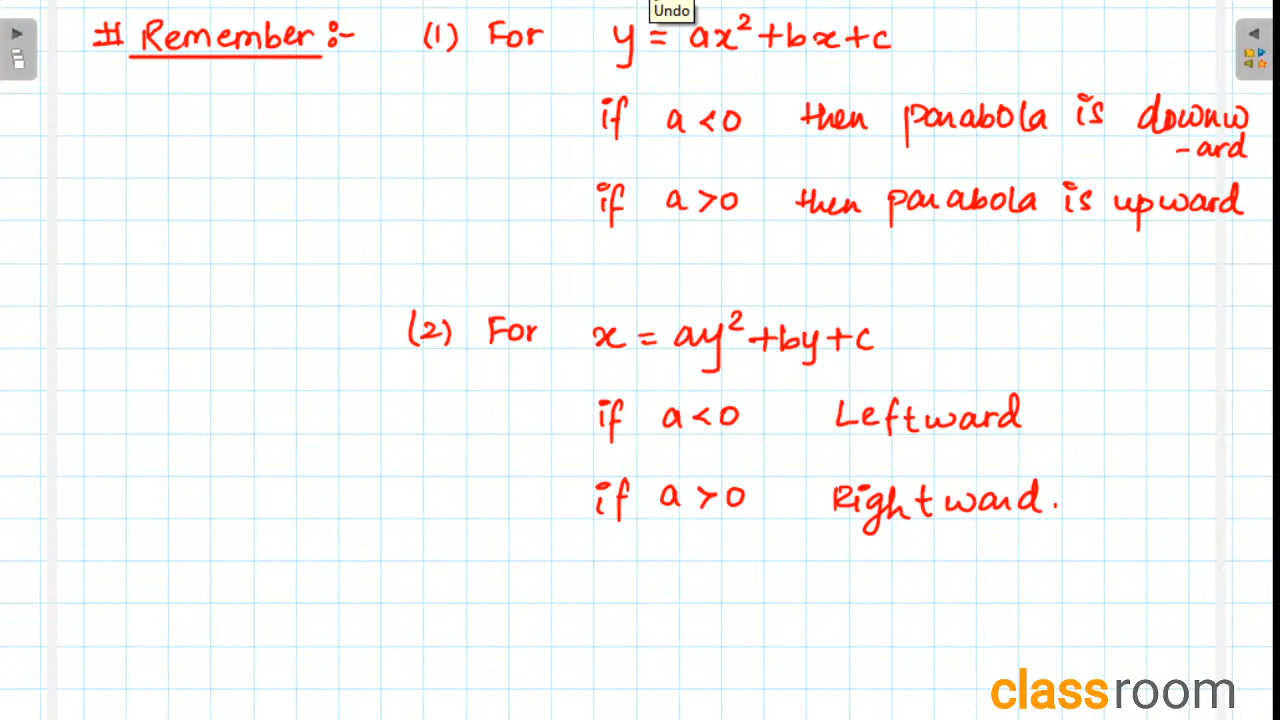 Undo
# Remember :- (1) For y = ax²+bx+c
if a<0 then parabola is downw
-ard
if a>0 then parabola is upward
(2) For x = ay²+by+c
if a<0 Leftward
if a>0 Rightward.
classroom